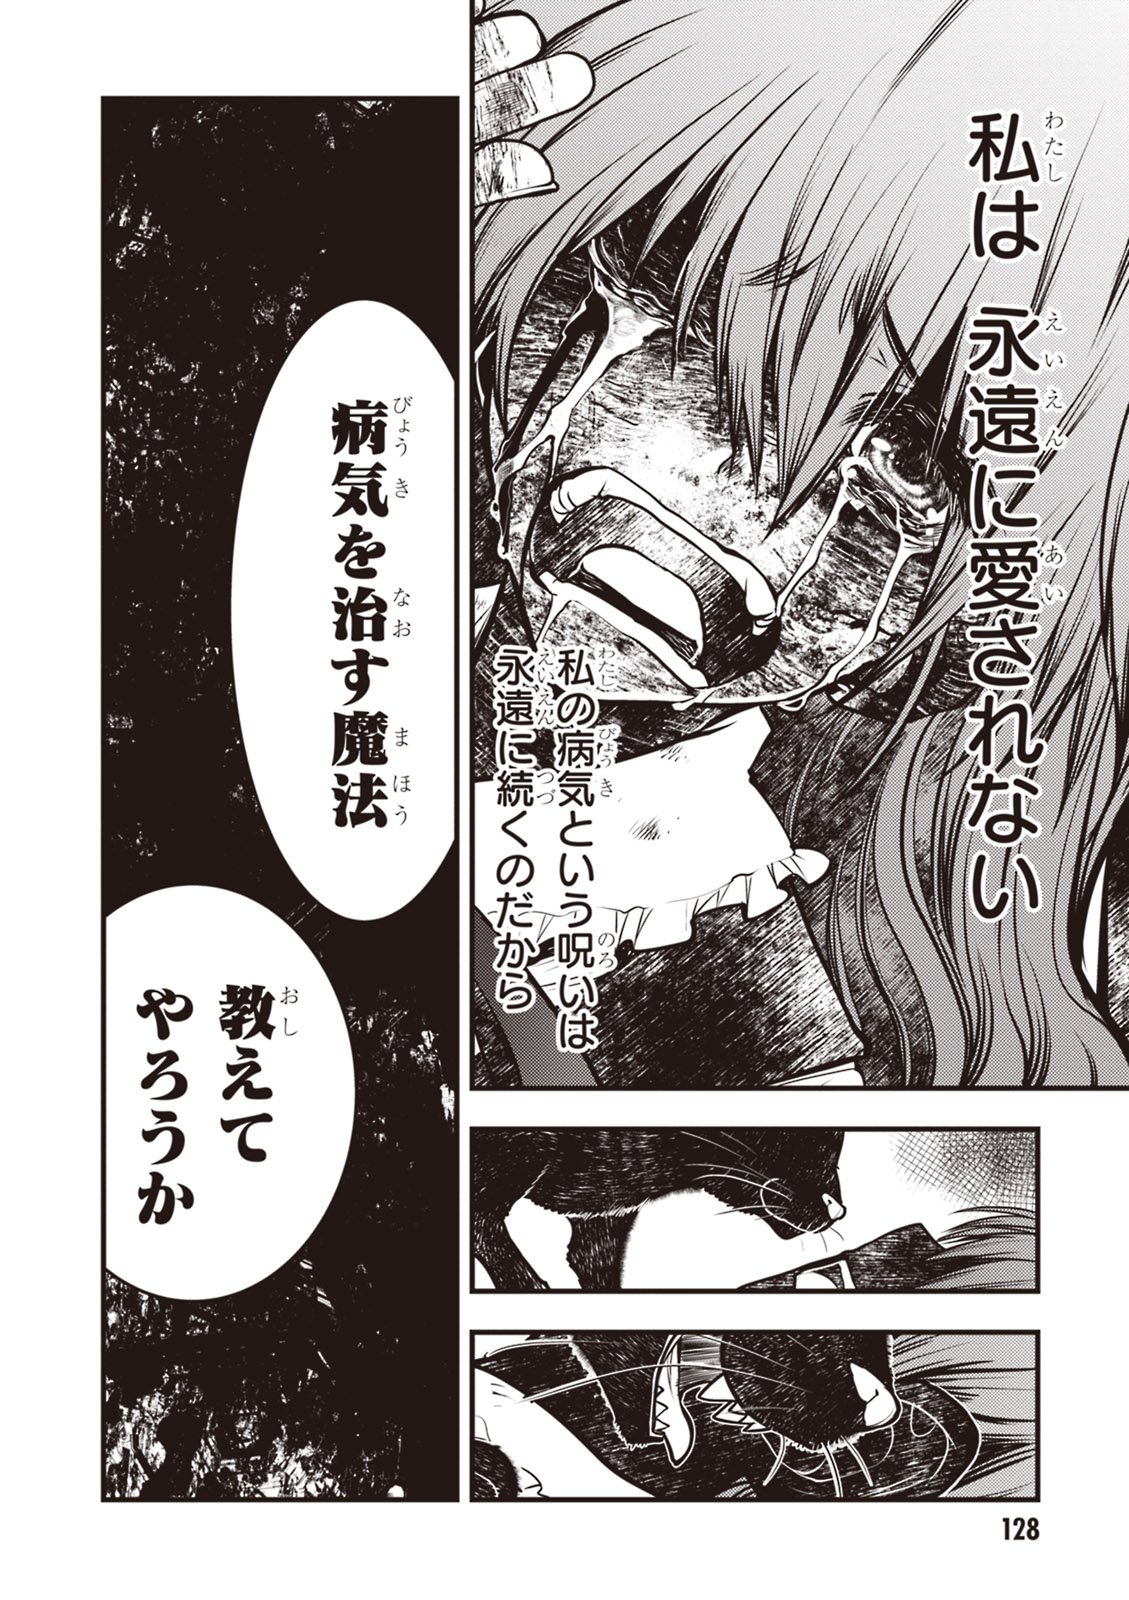 私は 永遠に愛されない
私の病気という呪いは
永遠に続くのだから
病気を治す魔法
教えて
やろうか
128